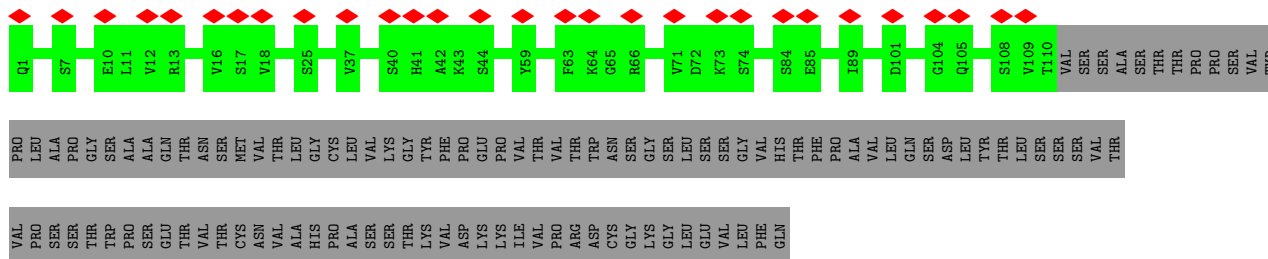 Q1 S7 E10 L11 V12 R13 V16 S17 V18 S25 V37 S40 H41 A42 K43 S44 Y59 F63 K64 G65 R66 V71 D72 K73 S74 S84 E85 I89 D101 G104 Q105 S108 V109 T110 VAL SER SER ALA SER THR THR PRO PRO SER VAL
PRO LEU ALA PRO GLY SER ALA ALA GLN THR ASN SER MET VAL THR LEU GLY CYS LEU VAL LYS GLY TYR PHE PRO GLU PRO VAL THR VAL THR TRP ASN SER GLY SER LEU SER SER GLY VAL HIS THR PHE PRO ALA VAL LEU GLN SER ASP LEU TYR THR LEU SER SER SER VAL THR
VAL PRO SER SER THR TRP PRO SER GLU THR VAL THR CYS ASN VAL ALA HIS PRO ALA SER SER THR LYS VAL ASP LYS LYS ILE VAL PRO ARG ASP CYS GLY LYS GLY LEU GLU VAL LEU PHE GLN